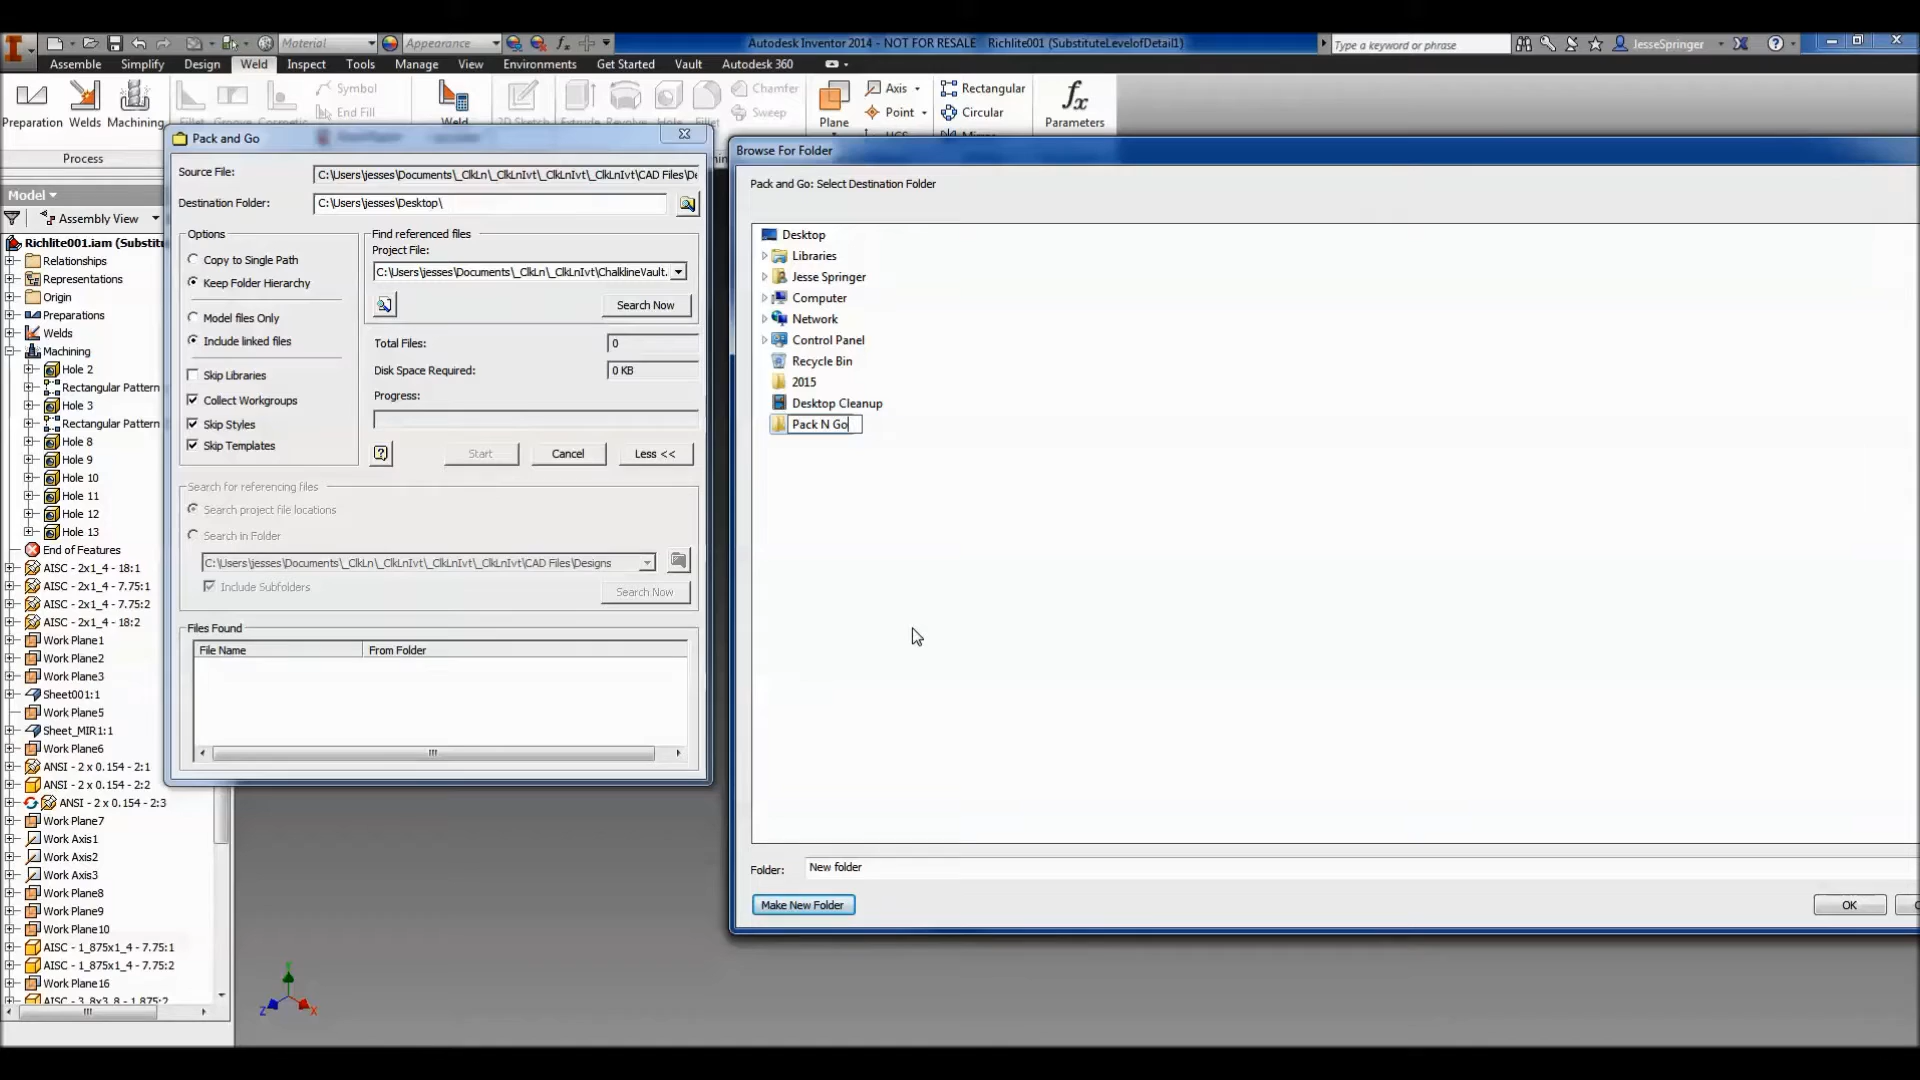 Material
Appearance
Autodesk Inventor 2014 - NOT FOR RESALE Richlite001 (SubstituteLevelofDetail1)
Type a keyword or phrase
JesseSpringer
Assemble Simplify Design Weld Inspect Tools Manage View Environments Get Started Vault Autodesk 360
Symbol
End Fill
Chamfer
Sweep
Axis
Point
Rectangular
Circular
Preparation Welds Machining
Weld
Plane
Parameters
Process
Pack and Go
Source File:
C:\Users\jesses\Documents\_ClkLn\_ClkLnIvt\_ClkLnIvt\_ClkLnIvt\CAD Files\De
Destination Folder:
C:\Users\jesses\Desktop\
Options
Copy to Single Path
Keep Folder Hierarchy
Model files Only
Include linked files
Skip Libraries
Collect Workgroups
Skip Styles
Skip Templates
Find referenced files
Project File:
C:\Users\jesses\Documents\_ClkLn\_ClkLnIvt\ChalklineVault.
Search Now
Total Files:
0
Disk Space Required:
0 KB
Progress:
Start
Cancel
Less <<
Search for referencing files
Search project file locations
Search in Folder
C:\Users\jesses\Documents\_ClkLn\_ClkLnIvt\_ClkLnIvt\_ClkLnIvt\CAD Files\Designs
Include Subfolders
Search Now
Files Found
File Name
From Folder
Browse For Folder
Pack and Go: Select Destination Folder
Desktop
Libraries
Jesse Springer
Computer
Network
Control Panel
Recycle Bin
2015
Desktop Cleanup
Pack N Go
Folder:
New folder
Make New Folder
OK
Model
Assembly View
Richlite001.iam (Substitu
Relationships
Representations
Origin
Preparations
Welds
Machining
Hole 2
Rectangular Pattern
Hole 3
Rectangular Pattern
Hole 8
Hole 9
Hole 10
Hole 11
Hole 12
Hole 13
End of Features
AISC - 2x1_4 - 18:1
AISC - 2x1_4 - 7.75:1
AISC - 2x1_4 - 7.75:2
AISC - 2x1_4 - 18:2
Work Plane1
Work Plane2
Work Plane3
Sheet001:1
Work Plane5
Sheet_MIR1:1
Work Plane6
ANSI - 2 x 0.154 - 2:1
ANSI - 2 x 0.154 - 2:2
ANSI - 2 x 0.154 - 2:3
Work Plane7
Work Axis1
Work Axis2
Work Axis3
Work Plane8
Work Plane9
Work Plane10
AISC - 1_875x1_4 - 7.75:1
AISC - 1_875x1_4 - 7.75:2
Work Plane16
AISC - 3_8x3_8 - 1.875:2
Z
X